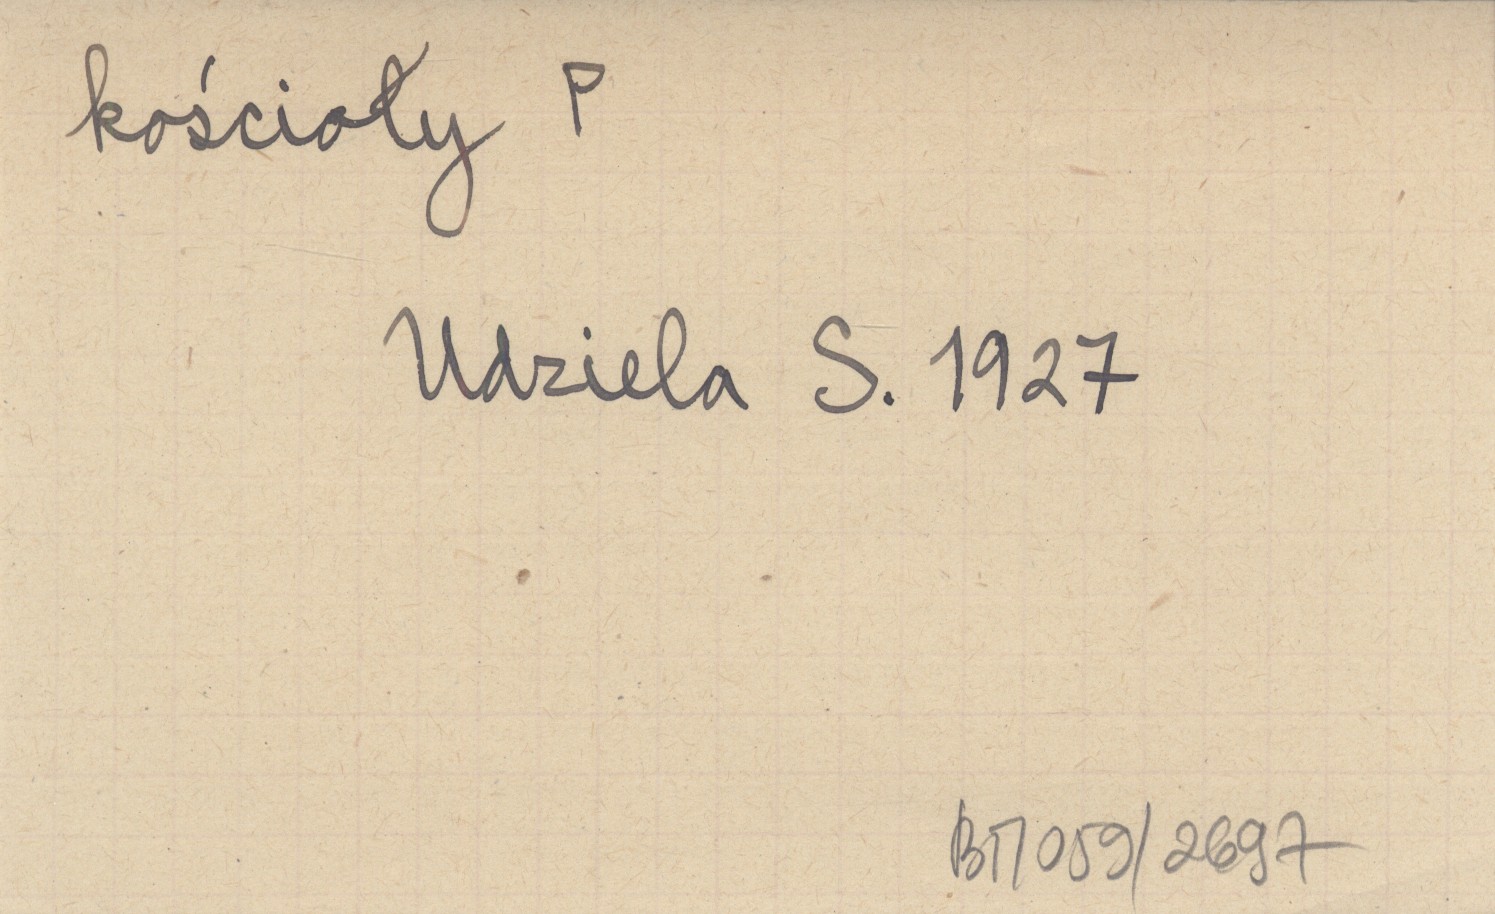 kościoły P
Udziela S. 1927
BT/059/2697